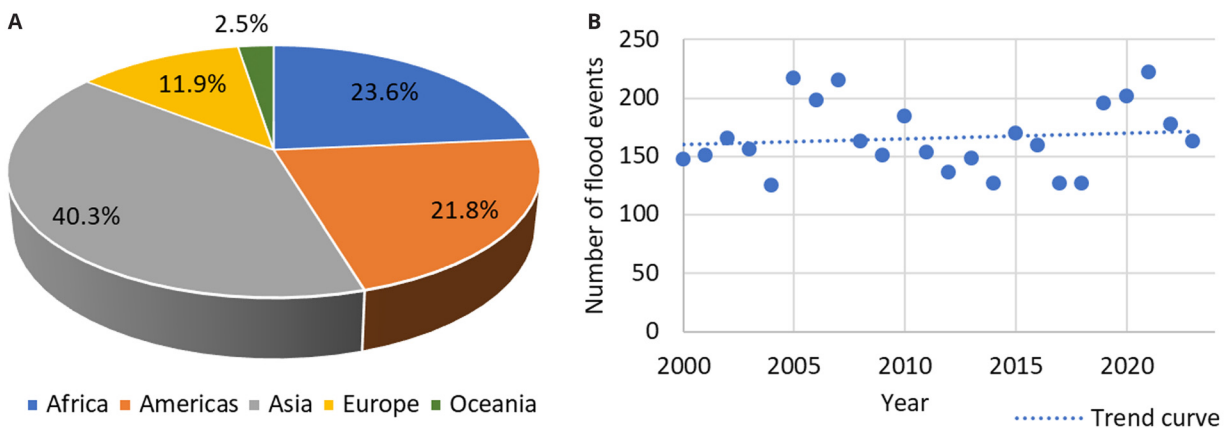 A
2.5%
11.9%
23.6%
40.3%
21.8%
Africa Americas Asia Europe Oceania
B
Number of flood events
250
200
150
100
50
0
2000 2005 2010 2015 2020
Year
Trend curve